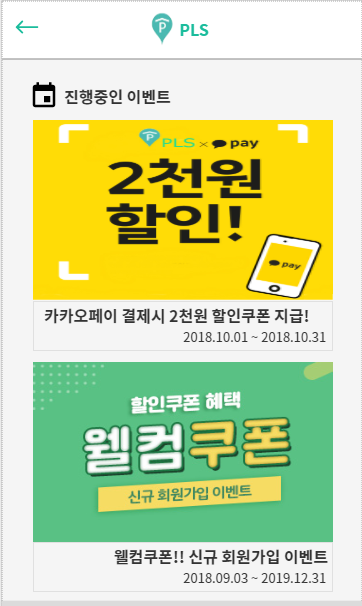 PLS
진행중인 이벤트
PLS × pay
2천원
할인!
pay
카카오페이 결제시 2천원 할인쿠폰 지급!
2018.10.01 ~ 2018.10.31
할인쿠폰 혜택
웰컴쿠폰
신규 회원가입 이벤트
웰컴쿠폰!! 신규 회원가입 이벤트
2018.09.03 ~ 2019.12.31